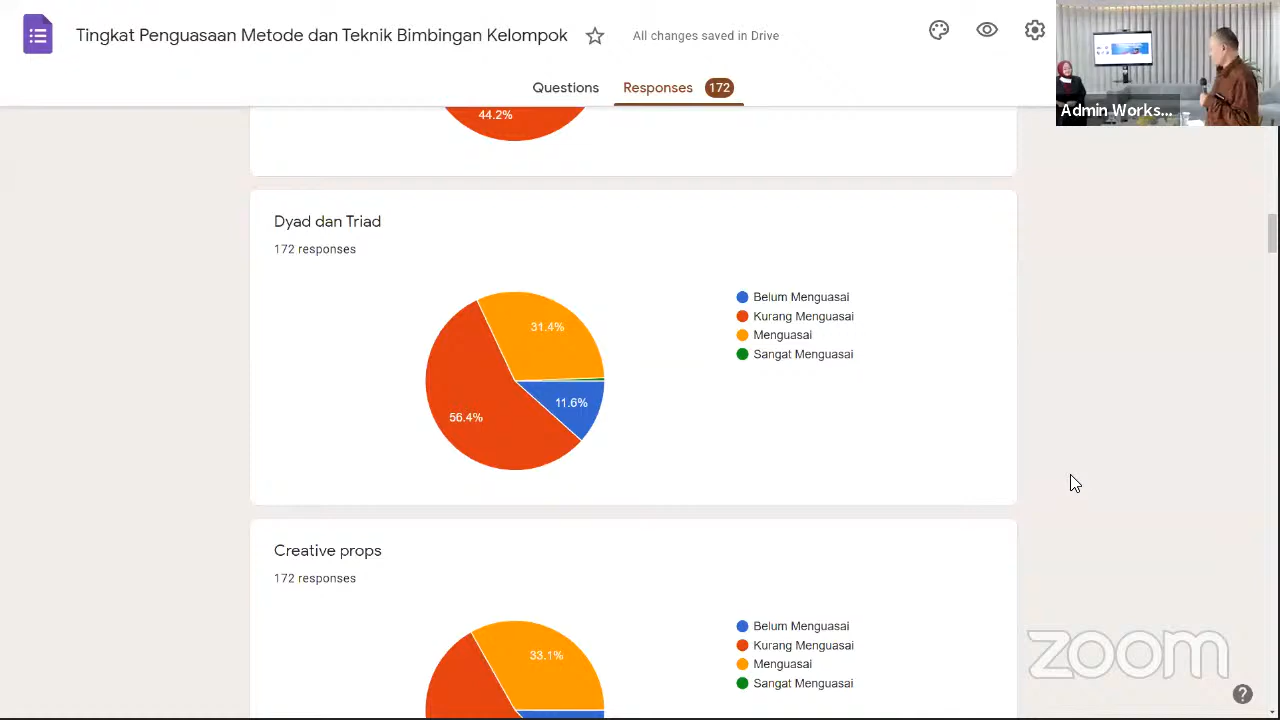 Tingkat Penguasaan Metode dan Teknik Bimbingan Kelompok
All changes saved in Drive
Questions
Responses 172
Admin Works...
44.2%
Dyad dan Triad
172 responses
31.4%
11.6%
56.4%
Belum Menguasai
Kurang Menguasai
Menguasai
Sangat Menguasai
Creative props
172 responses
33.1%
Belum Menguasai
Kurang Menguasai
Menguasai
Sangat Menguasai
zoom